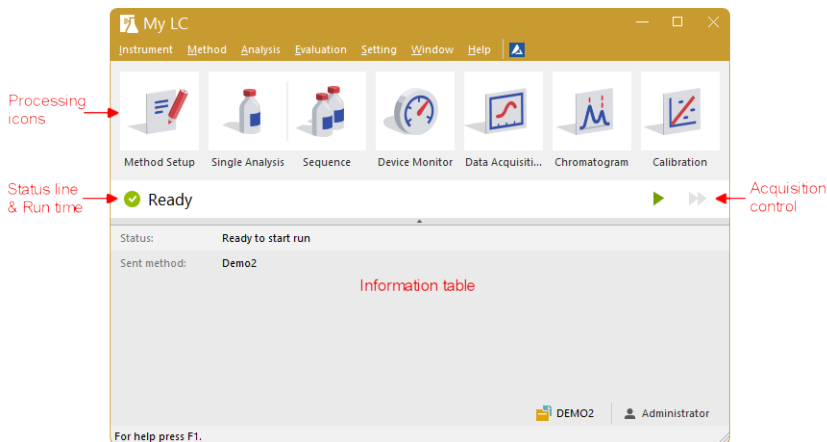 My LC
Instrument Method Analysis Evaluation Setting Window Help
Processing
icons
Method Setup Single Analysis Sequence Device Monitor Data Acquisiti... Chromatogram Calibration
Status line
& Run time
Ready
Acquisition
control
Status: Ready to start run
Sent method: Demo2
Information table
DEMO2 Administrator
For help press F1.